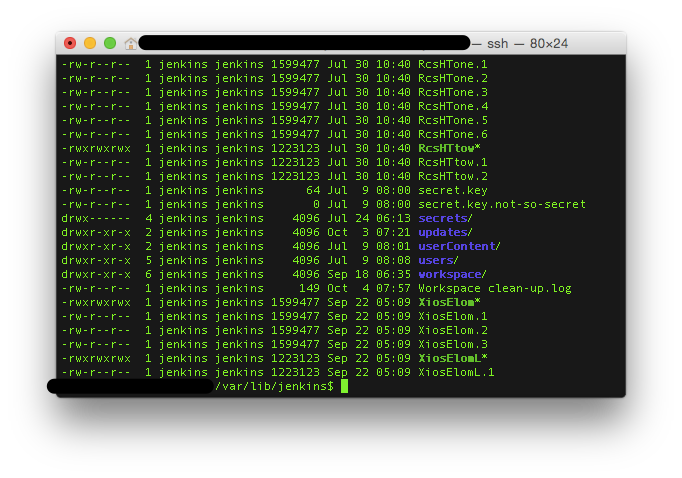 — ssh — 80×24
-rw-r--r--  1 jenkins jenkins 1599477 Jul 30 10:40 RcsHTone.1
-rw-r--r--  1 jenkins jenkins 1599477 Jul 30 10:40 RcsHTone.2
-rw-r--r--  1 jenkins jenkins 1599477 Jul 30 10:40 RcsHTone.3
-rw-r--r--  1 jenkins jenkins 1599477 Jul 30 10:40 RcsHTone.4
-rw-r--r--  1 jenkins jenkins 1599477 Jul 30 10:40 RcsHTone.5
-rw-r--r--  1 jenkins jenkins 1599477 Jul 30 10:40 RcsHTone.6
-rwxrwxrwx  1 jenkins jenkins 1223123 Jul 30 10:40 RcsHTtow*
-rw-r--r--  1 jenkins jenkins 1223123 Jul 30 10:40 RcsHTtow.1
-rw-r--r--  1 jenkins jenkins 1223123 Jul 30 10:40 RcsHTtow.2
-rw-r--r--  1 jenkins jenkins      64 Jul  9 08:00 secret.key
-rw-r--r--  1 jenkins jenkins       0 Jul  9 08:00 secret.key.not-so-secret
drwx------  4 jenkins jenkins    4096 Jul 24 06:13 secrets/
drwxr-xr-x  2 jenkins jenkins    4096 Oct  3 07:21 updates/
drwxr-xr-x  2 jenkins jenkins    4096 Jul  9 08:01 userContent/
drwxr-xr-x  5 jenkins jenkins    4096 Jul  9 08:01 users/
drwxr-xr-x  6 jenkins jenkins    4096 Sep 18 06:35 workspace/
-rw-r--r--  1 jenkins jenkins     149 Oct  4 07:57 Workspace clean-up.log
-rwxrwxrwx  1 jenkins jenkins 1599477 Sep 22 05:09 XiosElom*
-rw-r--r--  1 jenkins jenkins 1599477 Sep 22 05:09 XiosElom.1
-rw-r--r--  1 jenkins jenkins 1599477 Sep 22 05:09 XiosElom.2
-rw-r--r--  1 jenkins jenkins 1599477 Sep 22 05:09 XiosElom.3
-rwxrwxrwx  1 jenkins jenkins 1223123 Sep 22 05:09 XiosElomL*
-rw-r--r--  1 jenkins jenkins 1223123 Sep 22 05:09 XiosElomL.1
/var/lib/jenkins$